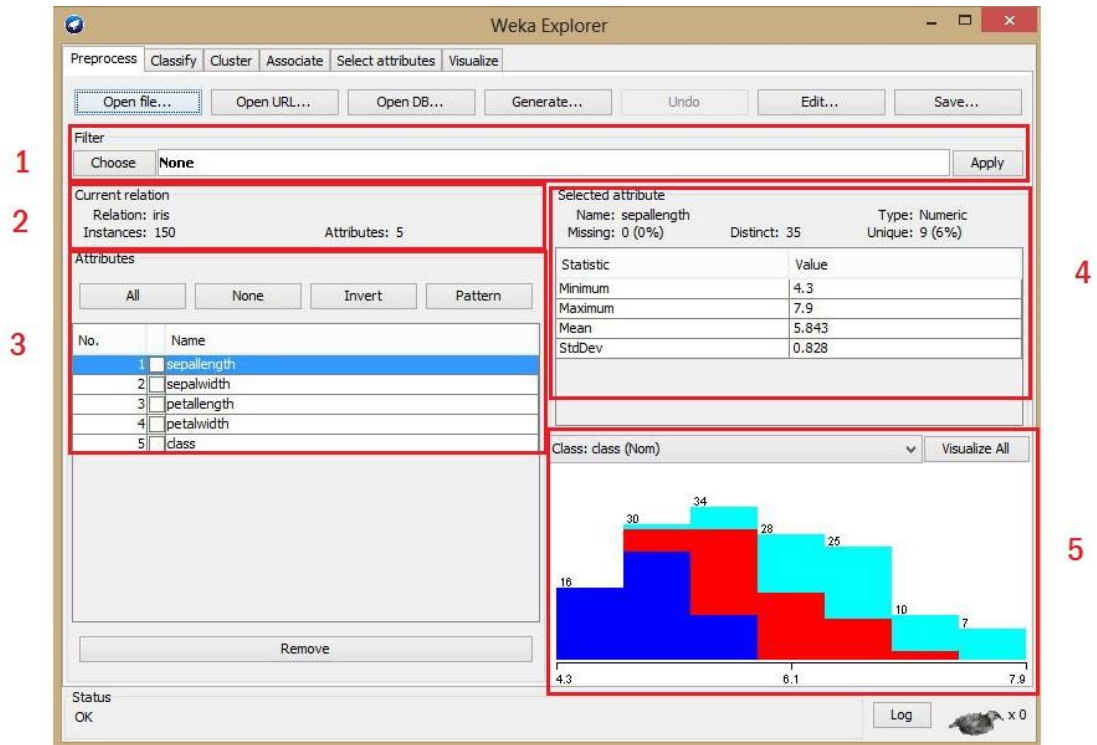 Weka Explorer
Preprocess Classify Cluster Associate Select attributes Visualize
Open file... Open URL... Open DB... Generate... Undo Edit... Save...
Filter
1
Choose None Apply
Current relation
2
Relation: iris
Instances: 150 Attributes: 5
Selected attribute
Name: sepallength Type: Numeric
Missing: 0 (0%) Distinct: 35 Unique: 9 (6%)
4
Statistic Value
Minimum 4.3
Maximum 7.9
Mean 5.843
StdDev 0.828
Attributes
All None Invert Pattern
3
No. Name
1 sepallength
2 sepalwidth
3 petallength
4 petalwidth
5 class
Remove
Class: class (Nom) Visualize All
5
16 30 34 28 25 10 7
4.3 6.1 7.9
Status
OK
Log x 0